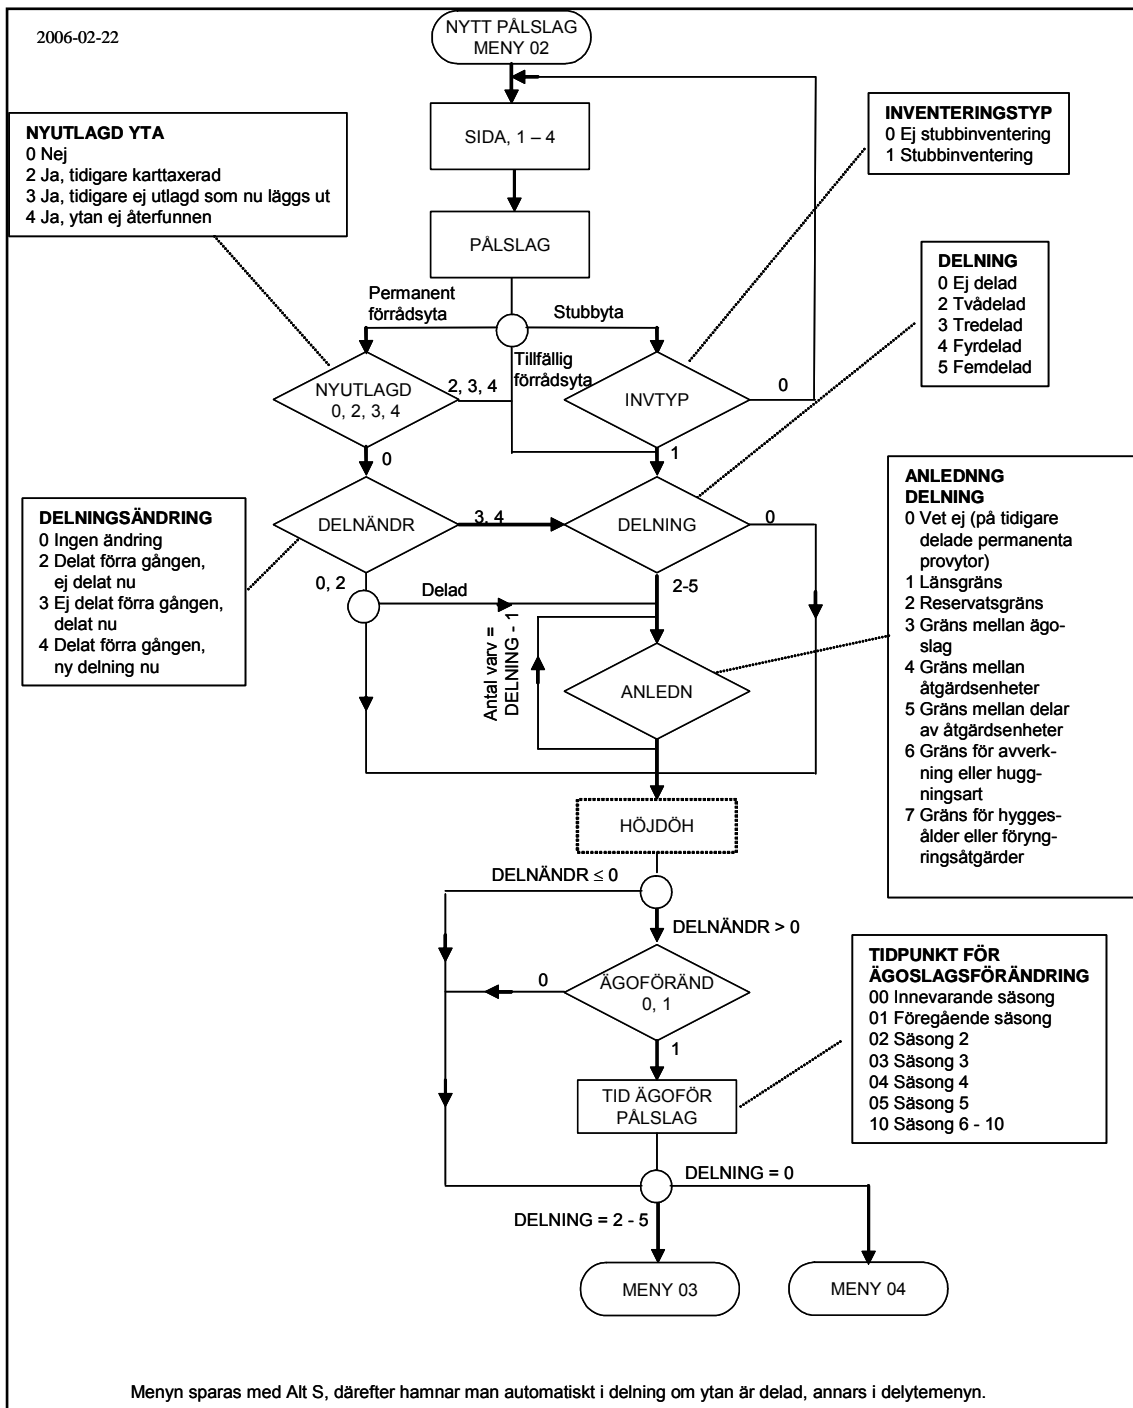 2006-02-22
NYTT PÅLSLAG
MENY 02
SIDA, 1 – 4
PÅLSLAG
NYUTLAGD YTA
0 Nej
2 Ja, tidigare karttaxerad
3 Ja, tidigare ej utlagd som nu läggs ut
4 Ja, ytan ej återfunnen
INVENTERINGSTYP
0 Ej stubbinventering
1 Stubbinventering
DELNING
0 Ej delad
2 Tvådelad
3 Tredelad
4 Fyrdelad
5 Femdelad
Permanent
förrådsyta
Stubbyta
Tillfällig
förrådsyta
NYUTLAGD
0, 2, 3, 4
2, 3, 4
INVTYP
0
0
1
DELNINGSÄNDRING
0 Ingen ändring
2 Delat förra gången,
ej delat nu
3 Ej delat förra gången,
delat nu
4 Delat förra gången,
ny delning nu
DELNÄNDR
3, 4
DELNING
0
0, 2
Delad
2-5
Antal varv =
DELNING - 1
ANLEDN
ANLEDNNG
DELNING
0 Vet ej (på tidigare
delade permanenta
provytor)
1 Länsgräns
2 Reservatsgräns
3 Gräns mellan ägo-
slag
4 Gräns mellan
åtgärdsenheter
5 Gräns mellan delar
av åtgärdsenheter
6 Gräns för avverk-
ning eller hugg-
ningsart
7 Gräns för hygges-
ålder eller föryng-
ringsåtgärder
HÖJDÖH
DELNÄNDR ≤ 0
DELNÄNDR > 0
0
ÄGOFÖRÄND
0, 1
1
TID ÄGOFÖR
PÅLSLAG
TIDPUNKT FÖR
ÄGOSLAGSFÖRÄNDRING
00 Innevarande säsong
01 Föregående säsong
02 Säsong 2
03 Säsong 3
04 Säsong 4
05 Säsong 5
10 Säsong 6 - 10
DELNING = 0
DELNING = 2 - 5
MENY 03
MENY 04
Menyn sparas med Alt S, därefter hamnar man automatiskt i delning om ytan är delad, annars i delytemenyn.